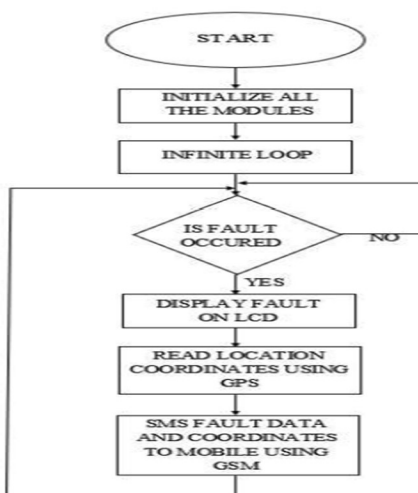 START
INITIALIZE ALL
THE MODULES
INFINITE LOOP
IS FAULT
OCCURED
NO
YES
DISPLAY FAULT
ON LCD
READ LOCATION
COORDINATES USING
GPS
SMS FAULT DATA
AND COORDINATES
TO MOBILE USING
GSM